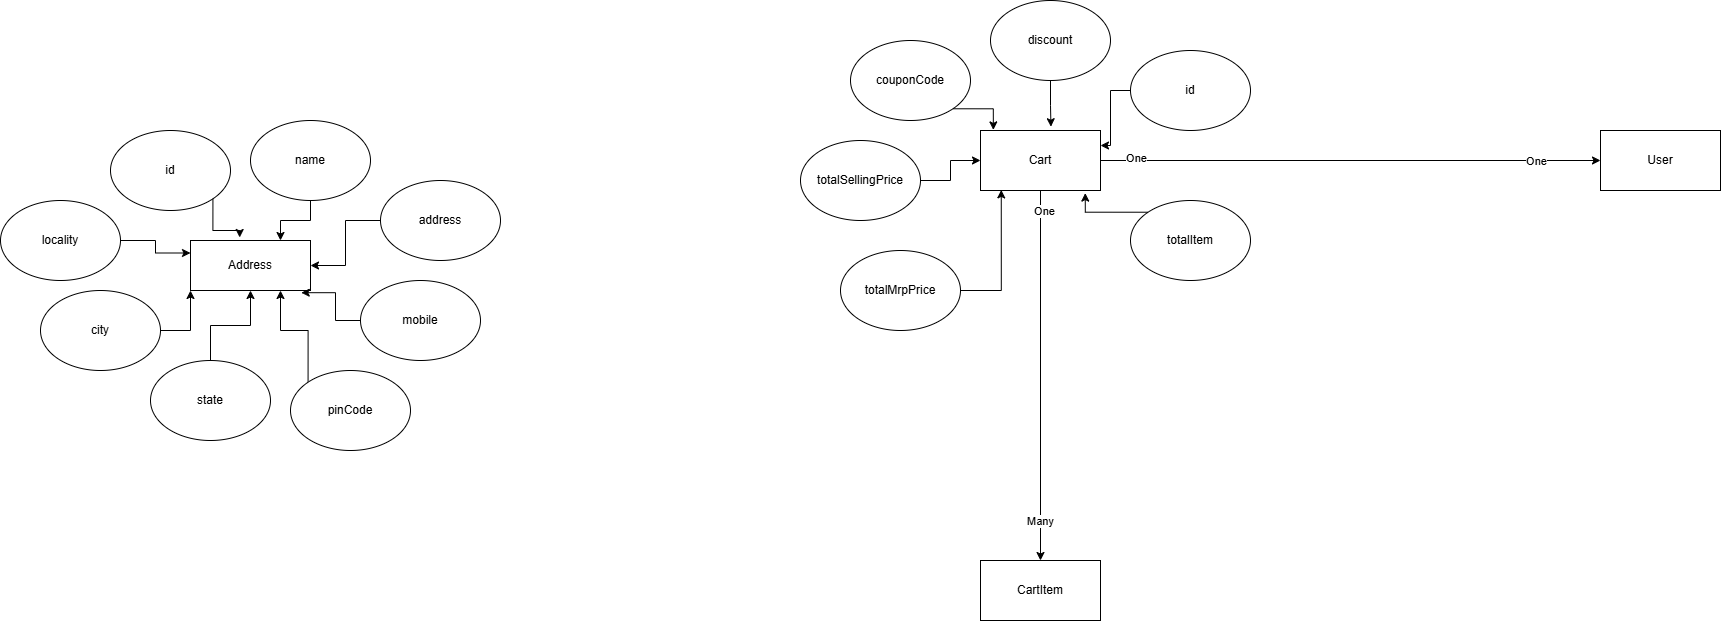 discount
couponCode
id
name
id
Cart
One
One
User
totalSellingPrice
address
One
locality
totalItem
Address
totalMrpPrice
mobile
city
state
pinCode
Many
CartItem